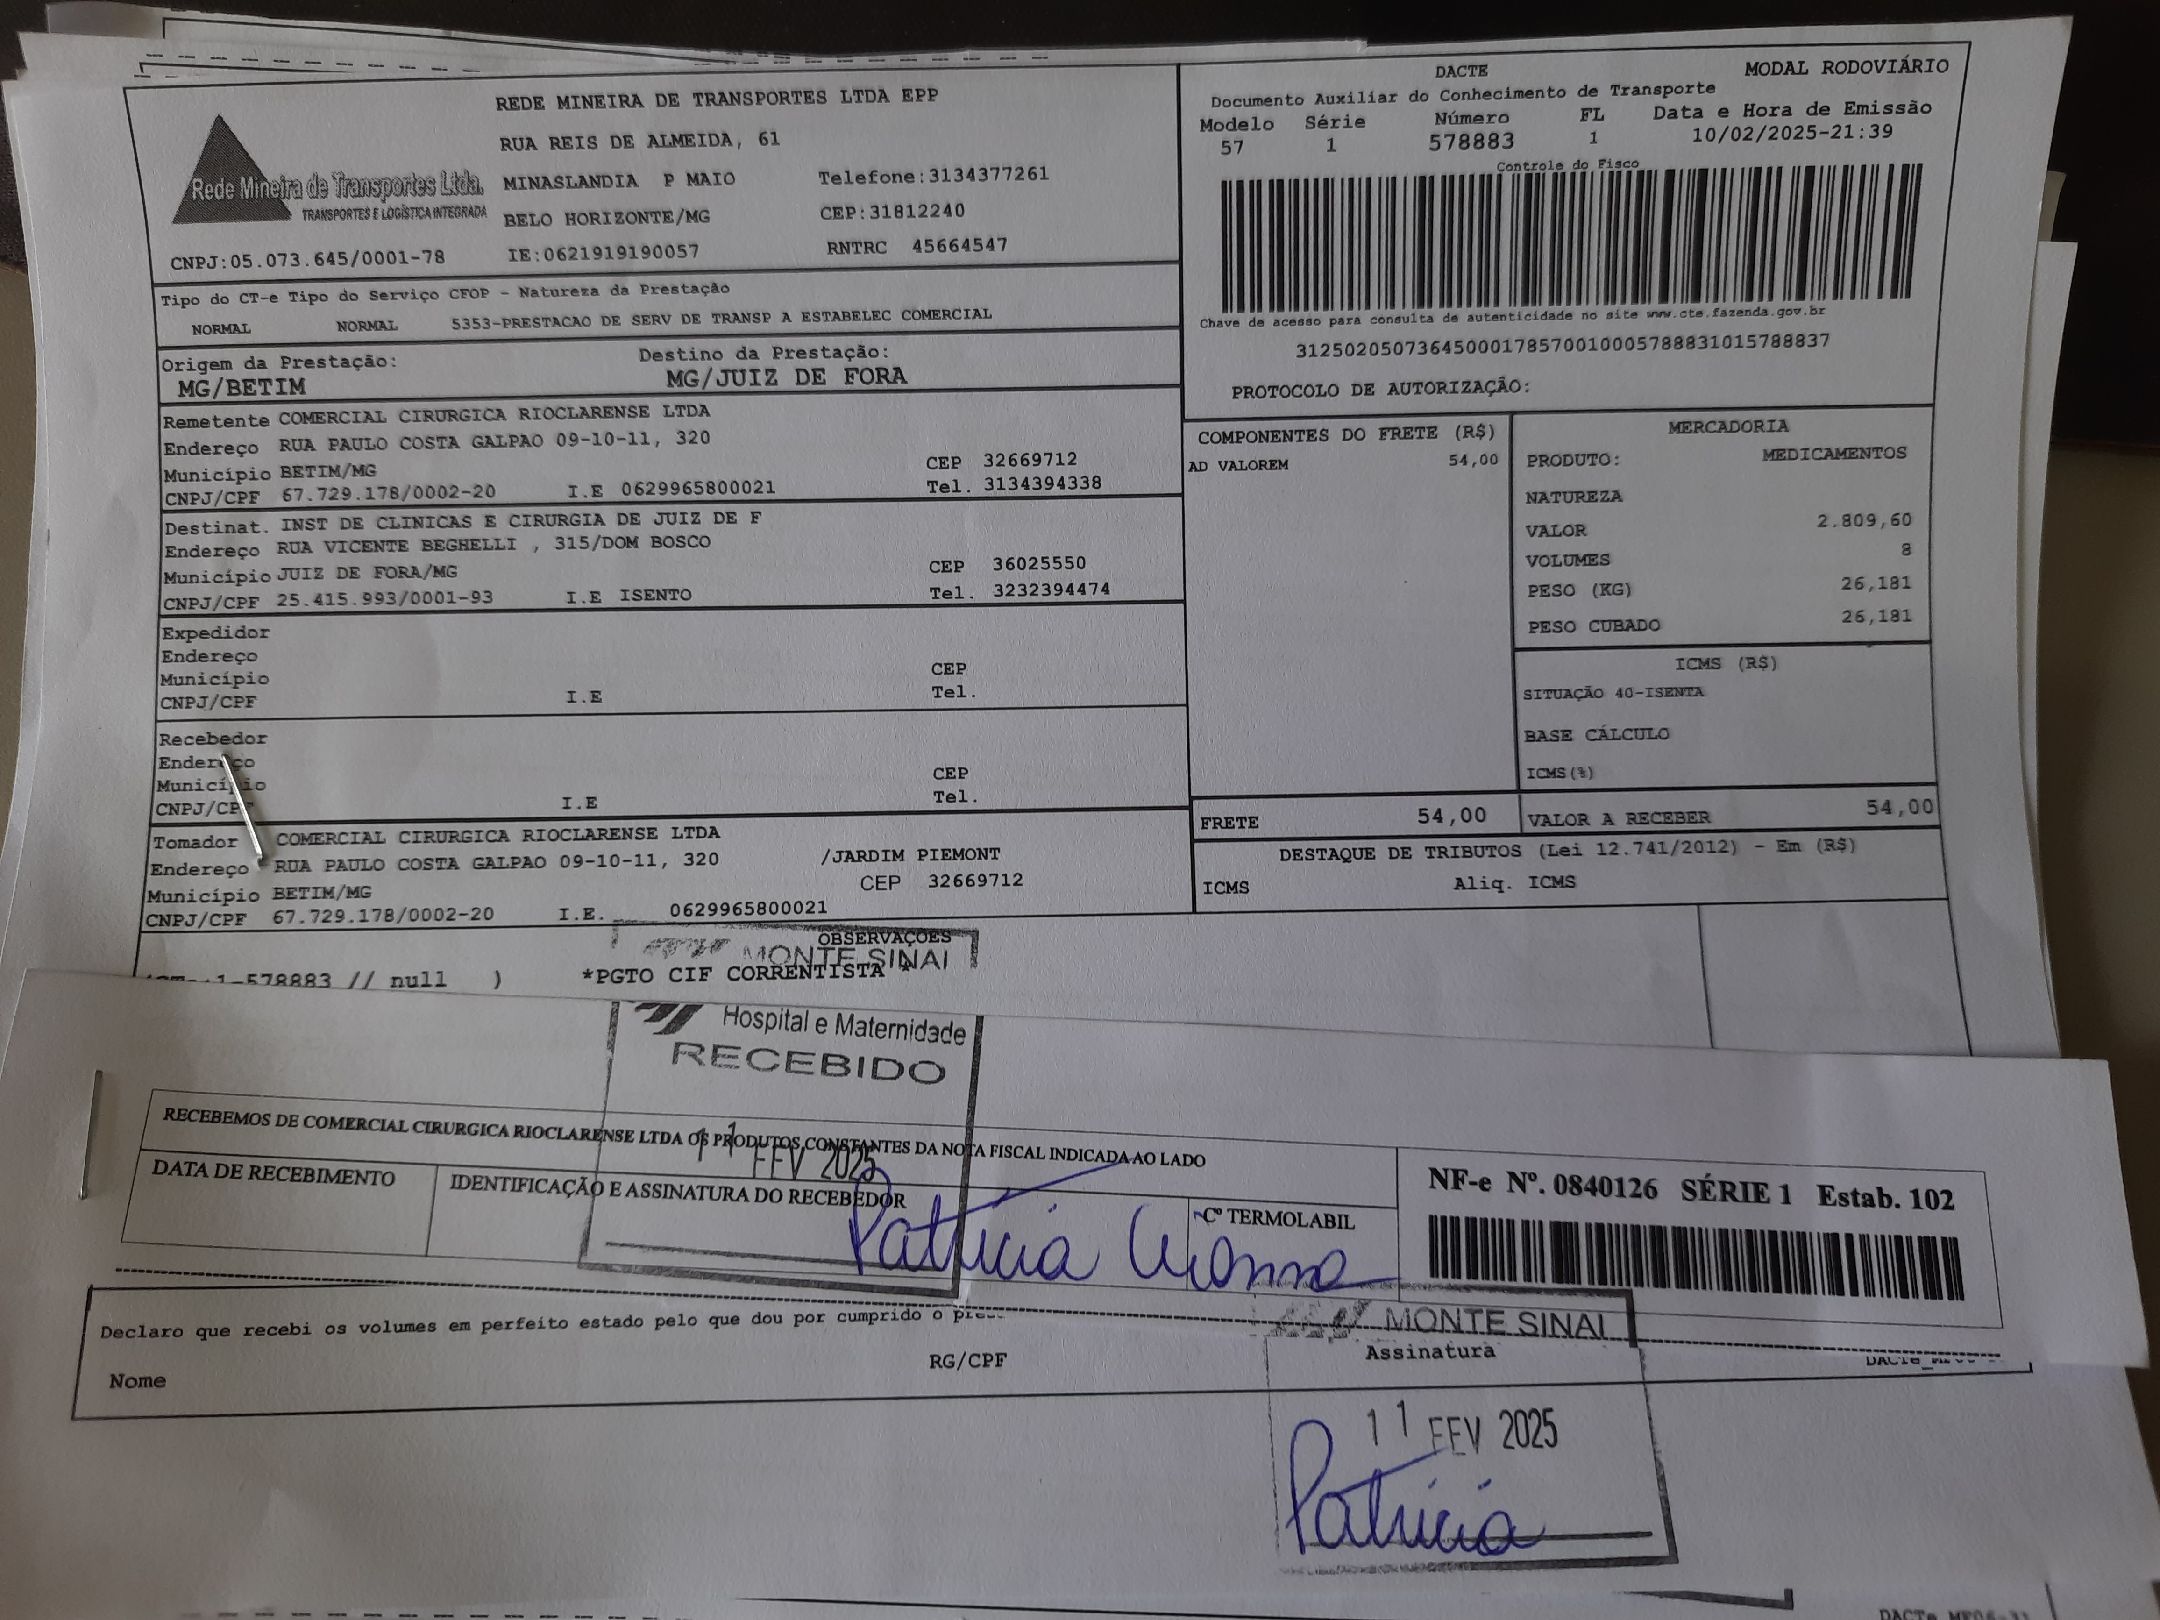 REDE MINEIRA DE TRANSPORTES LTDA EPP
RUA REIS DE ALMEIDA, 61
Rede Mineira de Transportes Ltda.
TRANSPORTES E LOGÍSTICA INTEGRADA
MINASLANDIA P MAIO Telefone:3134377261
BELO HORIZONTE/MG CEP:31812240
CNPJ:05.073.645/0001-78 IE:0621919190057 RNTRC 45664547
DACTE MODAL RODOVIÁRIO
Documento Auxiliar do Conhecimento de Transporte
Modelo Série Número FL Data e Hora de Emissão
57 1 578883 1 10/02/2025-21:39
Controle do Fisco
Chave de acesso para consulta de autenticidade no site www.cte.fazenda.gov.br
31250205073645000178570010005788831015788837
PROTOCOLO DE AUTORIZAÇÃO:
Tipo do CT-e Tipo do Serviço CFOP - Natureza da Prestação
NORMAL NORMAL 5353-PRESTACAO DE SERV DE TRANSP A ESTABELEC COMERCIAL
Origem da Prestação: Destino da Prestação:
MG/BETIM MG/JUIZ DE FORA
Remetente COMERCIAL CIRURGICA RIOCLARENSE LTDA
Endereço RUA PAULO COSTA GALPAO 09-10-11, 320
Município BETIM/MG CEP 32669712
CNPJ/CPF 67.729.178/0002-20 I.E 0629965800021 Tel. 3134394338
Destinat. INST DE CLINICAS E CIRURGIA DE JUIZ DE F
Endereço RUA VICENTE BEGHELLI , 315/DOM BOSCO
Município JUIZ DE FORA/MG CEP 36025550
CNPJ/CPF 25.415.993/0001-93 I.E ISENTO Tel. 3232394474
Expedidor
Endereço
Município CEP
CNPJ/CPF I.E Tel.
Recebedor
Endereço
Município CEP
CNPJ/CPF I.E Tel.
Tomador COMERCIAL CIRURGICA RIOCLARENSE LTDA
Endereço RUA PAULO COSTA GALPAO 09-10-11, 320 /JARDIM PIEMONT
Município BETIM/MG CEP 32669712
CNPJ/CPF 67.729.178/0002-20 I.E. 0629965800021
COMPONENTES DO FRETE (R$)
AD VALOREM 54,00
MERCADORIA
PRODUTO: MEDICAMENTOS
NATUREZA
VALOR 2.809,60
VOLUMES 8
PESO (KG) 26,181
PESO CUBADO 26,181
ICMS (R$)
SITUAÇÃO 40-ISENTA
BASE CÁLCULO
ICMS(%)
FRETE 54,00 VALOR A RECEBER 54,00
DESTAQUE DE TRIBUTOS (Lei 12.741/2012) - Em (R$)
ICMS Aliq. ICMS
OBSERVAÇÕES
MONTE SINAI
1-578883 // null ) *PGTO CIF CORRENTISTA *
Hospital e Maternidade
RECEBIDO
11 FEV 2025
RECEBEMOS DE COMERCIAL CIRURGICA RIOCLARENSE LTDA OS PRODUTOS CONSTANTES DA NOTA FISCAL INDICADA AO LADO
DATA DE RECEBIMENTO IDENTIFICAÇÃO E ASSINATURA DO RECEBEDOR Cº TERMOLABIL
Patricia
NF-e Nº. 0840126 SÉRIE 1 Estab. 102
Declaro que recebi os volumes em perfeito estado pelo que dou por cumprido o
MONTE SINAI
Nome RG/CPF Assinatura
11 FEV 2025
Patricia